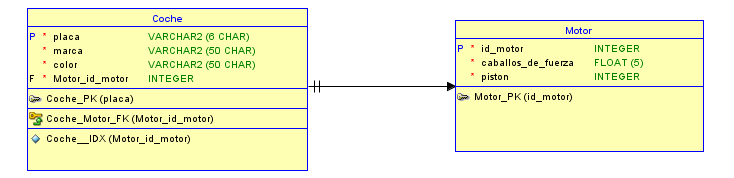 Coche
P * placa VARCHAR2 (6 CHAR)
* marca VARCHAR2 (50 CHAR)
* color VARCHAR2 (50 CHAR)
F * Motor_id_motor INTEGER
Coche_PK (placa)
Coche_Motor_FK (Motor_id_motor)
Coche__IDX (Motor_id_motor)
Motor
P * id_motor INTEGER
* caballos_de_fuerza FLOAT (5)
* piston INTEGER
Motor_PK (id_motor)